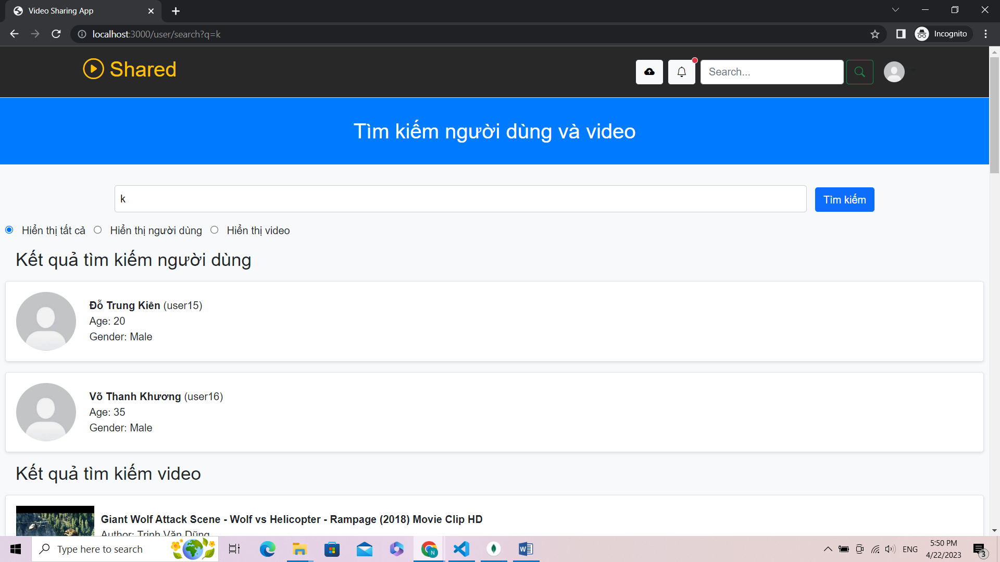 Video Sharing App
localhost:3000/user/search?q=k
Incognito
Shared
Search...
Tìm kiếm người dùng và video
k
Tìm kiếm
Hiển thị tất cả
Hiển thị người dùng
Hiển thị video
Kết quả tìm kiếm người dùng
Đỗ Trung Kiên (user15)
Age: 20
Gender: Male
Võ Thanh Khương (user16)
Age: 35
Gender: Male
Kết quả tìm kiếm video
Giant Wolf Attack Scene - Wolf vs Helicopter - Rampage (2018) Movie Clip HD
Author: Trịnh Văn Dũng
Type here to search
N
W
ENG
5:50 PM
4/22/2023
3